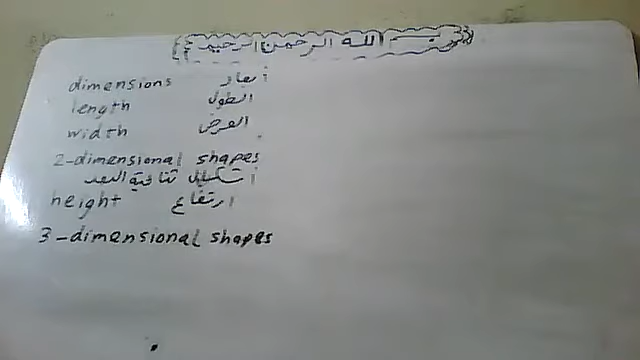 بسم الله الرحمن الرحيم
dimensions أبعاد
length الطول
width العرض
2-dimensional shapes
أشكال ثنائية البعد
height ارتفاع
3-dimensional shapes